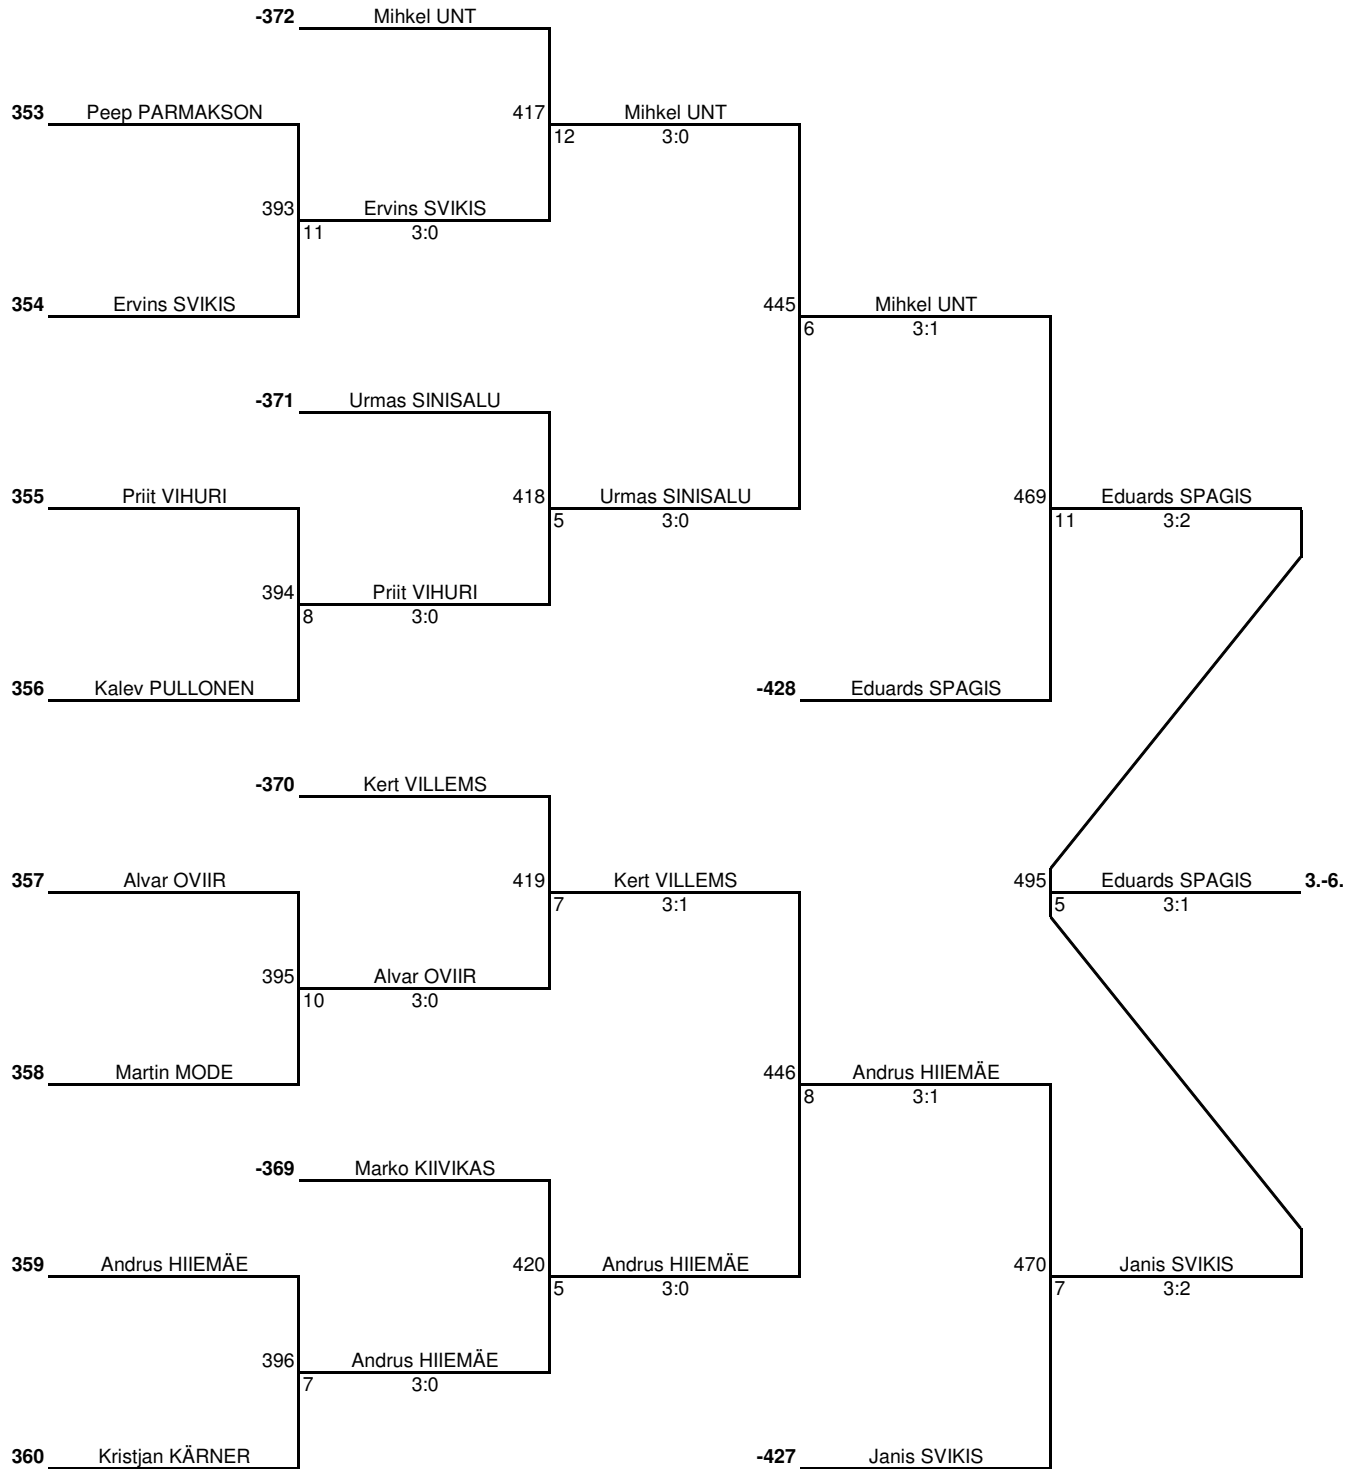 -372 Mihkel UNT
353 Peep PARMAKSON 417 Mihkel UNT
12 3:0
393 Ervins SVIKIS
11 3:0
354 Ervins SVIKIS 445 Mihkel UNT
6 3:1
-371 Urmas SINISALU
355 Priit VIHURI 418 Urmas SINISALU 469 Eduards SPAGIS
5 3:0 11 3:2
394 Priit VIHURI
8 3:0
356 Kalev PULLONEN -428 Eduards SPAGIS
-370 Kert VILLEMS
357 Alvar OVIIR 419 Kert VILLEMS 495 Eduards SPAGIS 3.-6.
7 3:1 5 3:1
395 Alvar OVIIR
10 3:0
358 Martin MODE 446 Andrus HIIEMÄE
8 3:1
-369 Marko KIIVIKAS
359 Andrus HIIEMÄE 420 Andrus HIIEMÄE 470 Janis SVIKIS
5 3:0 7 3:2
396 Andrus HIIEMÄE
7 3:0
360 Kristjan KÄRNER -427 Janis SVIKIS